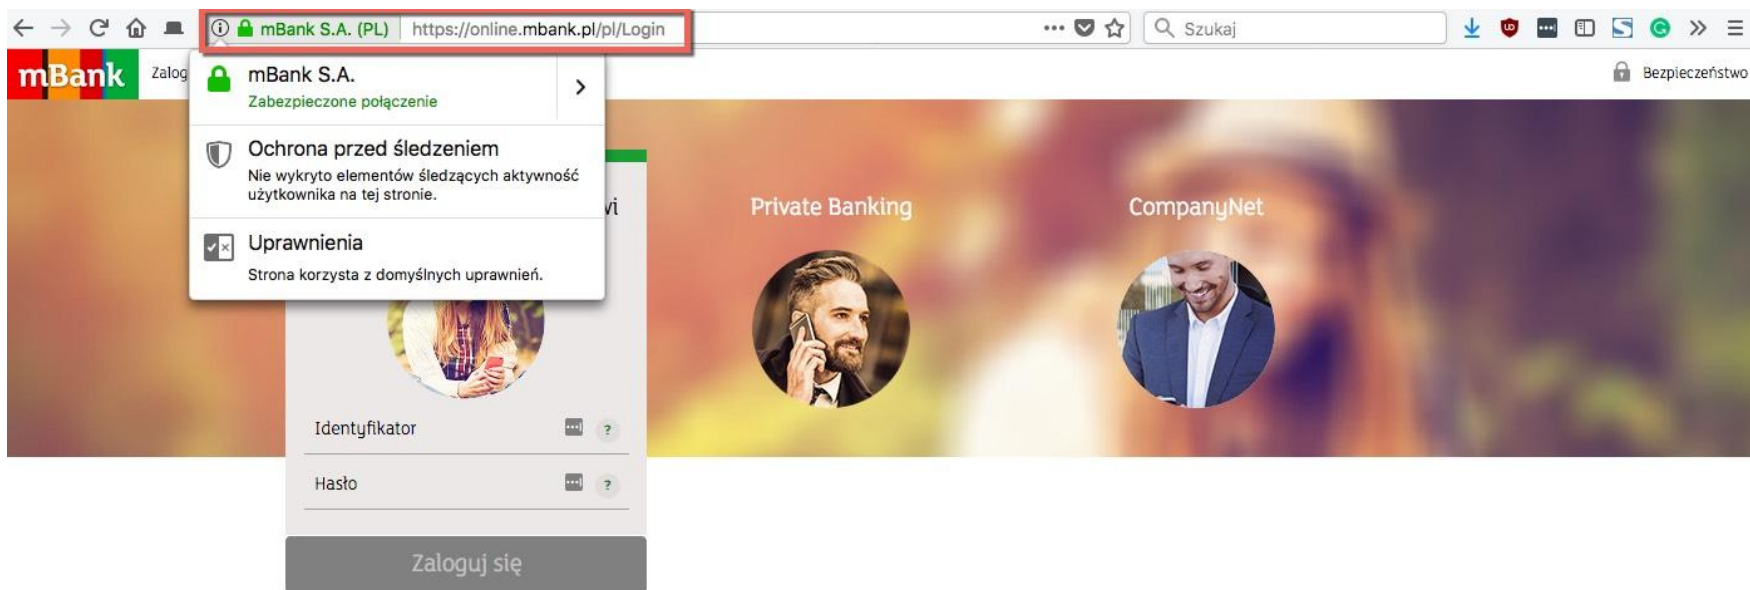 mBank S.A. (PL) https://online.mbank.pl/pl/Login
Szukaj
mBank Zalog
Bezpieczeństwo
mBank S.A.
Zabezpieczone połączenie
Ochrona przed śledzeniem
Nie wykryto elementów śledzących aktywność
użytkownika na tej stronie.
Uprawnienia
Strona korzysta z domyślnych uprawnień.
vi
Private Banking
CompanyNet
Identyfikator ?
Hasło ?
Zaloguj się